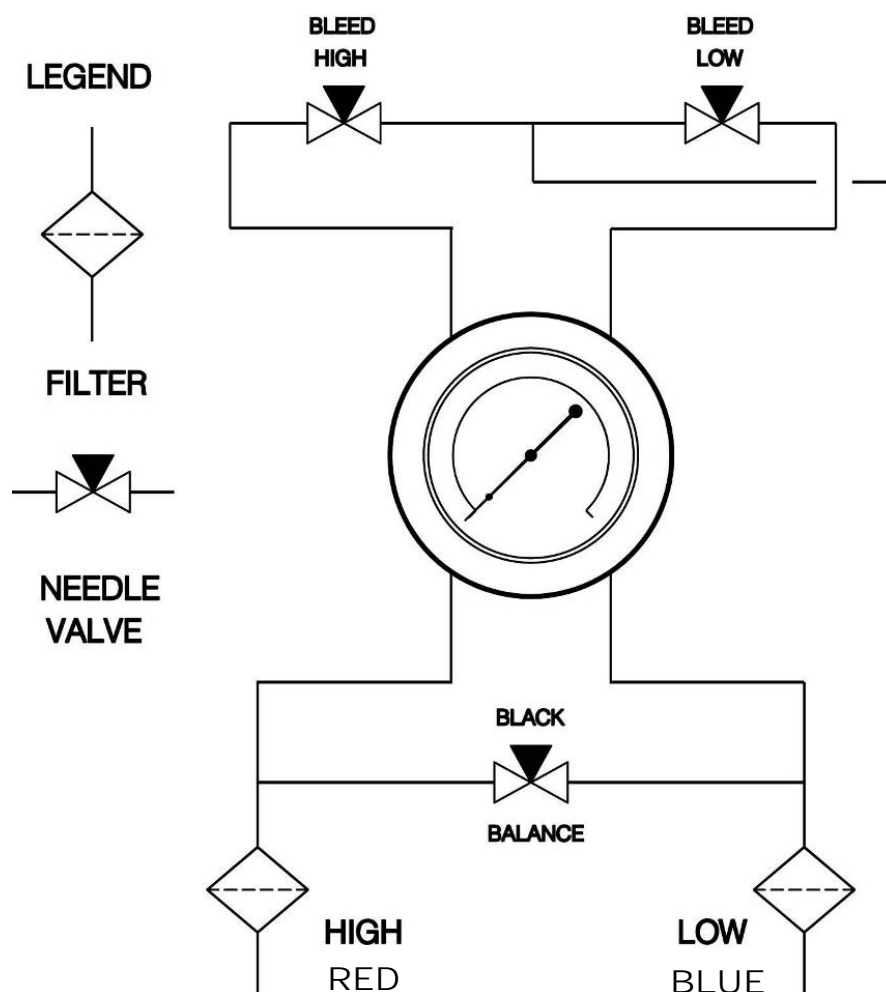 BLEED
HIGH
BLEED
LOW
LEGEND
FILTER
NEEDLE
VALVE
BLACK
BALANCE
HIGH
RED
LOW
BLUE